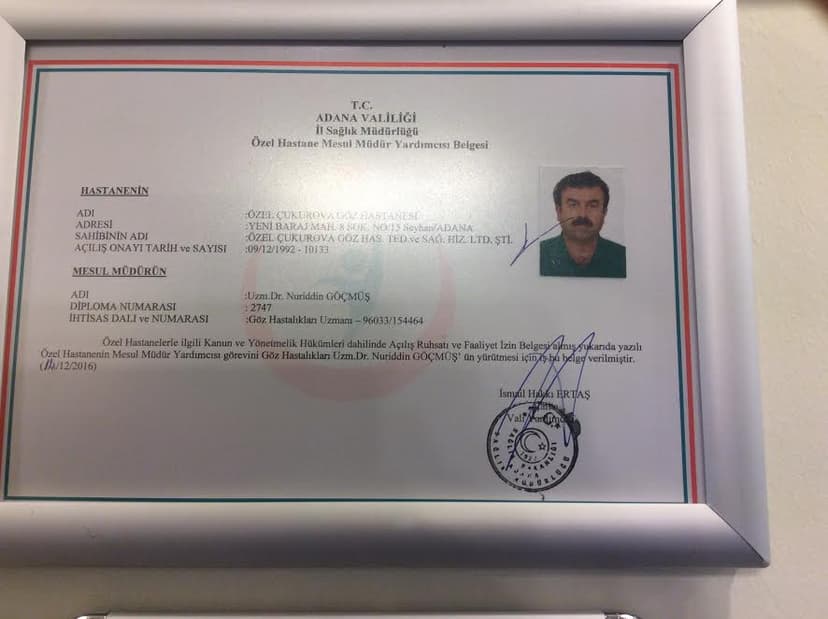 T.C.
ADANA VALİLİĞİ
İl Sağlık Müdürlüğü
Özel Hastane Mesul Müdür Yardımcısı Belgesi
HASTANENİN
ADI :ÖZEL ÇUKUROVA GÖZ HASTANESİ
ADRESİ :YENİ BARAJ MAH. 8 SOK. NO/15 Seyhan/ADANA
SAHİBİNİN ADI :ÖZEL ÇUKUROVA GÖZ HAS. TED.ve SAĞ. HİZ. LTD. ŞTİ.
AÇILIŞ ONAYI TARİH ve SAYISI :09/12/1992 - 10133
MESUL MÜDÜRÜN
ADI :Uzm.Dr. Nuriddin GÖÇMÜŞ
DİPLOMA NUMARASI : 2747
İHTİSAS DALI ve NUMARASI :Göz Hastalıkları Uzmanı – 96033/154464
Özel Hastanelerle ilgili Kanun ve Yönetmelik Hükümleri dahilinde Açılış Ruhsatı ve Faaliyet İzin Belgesi almış yukarıda yazılı
Özel Hastanenin Mesul Müdür Yardımcısı görevini Göz Hastalıkları Uzm.Dr. Nuriddin GÖÇMÜŞ' ün yürütmesi için iş bu belge verilmiştir.
(14/12/2016)
İsmail Hakkı ERTAŞ
Vali Yardımcısı